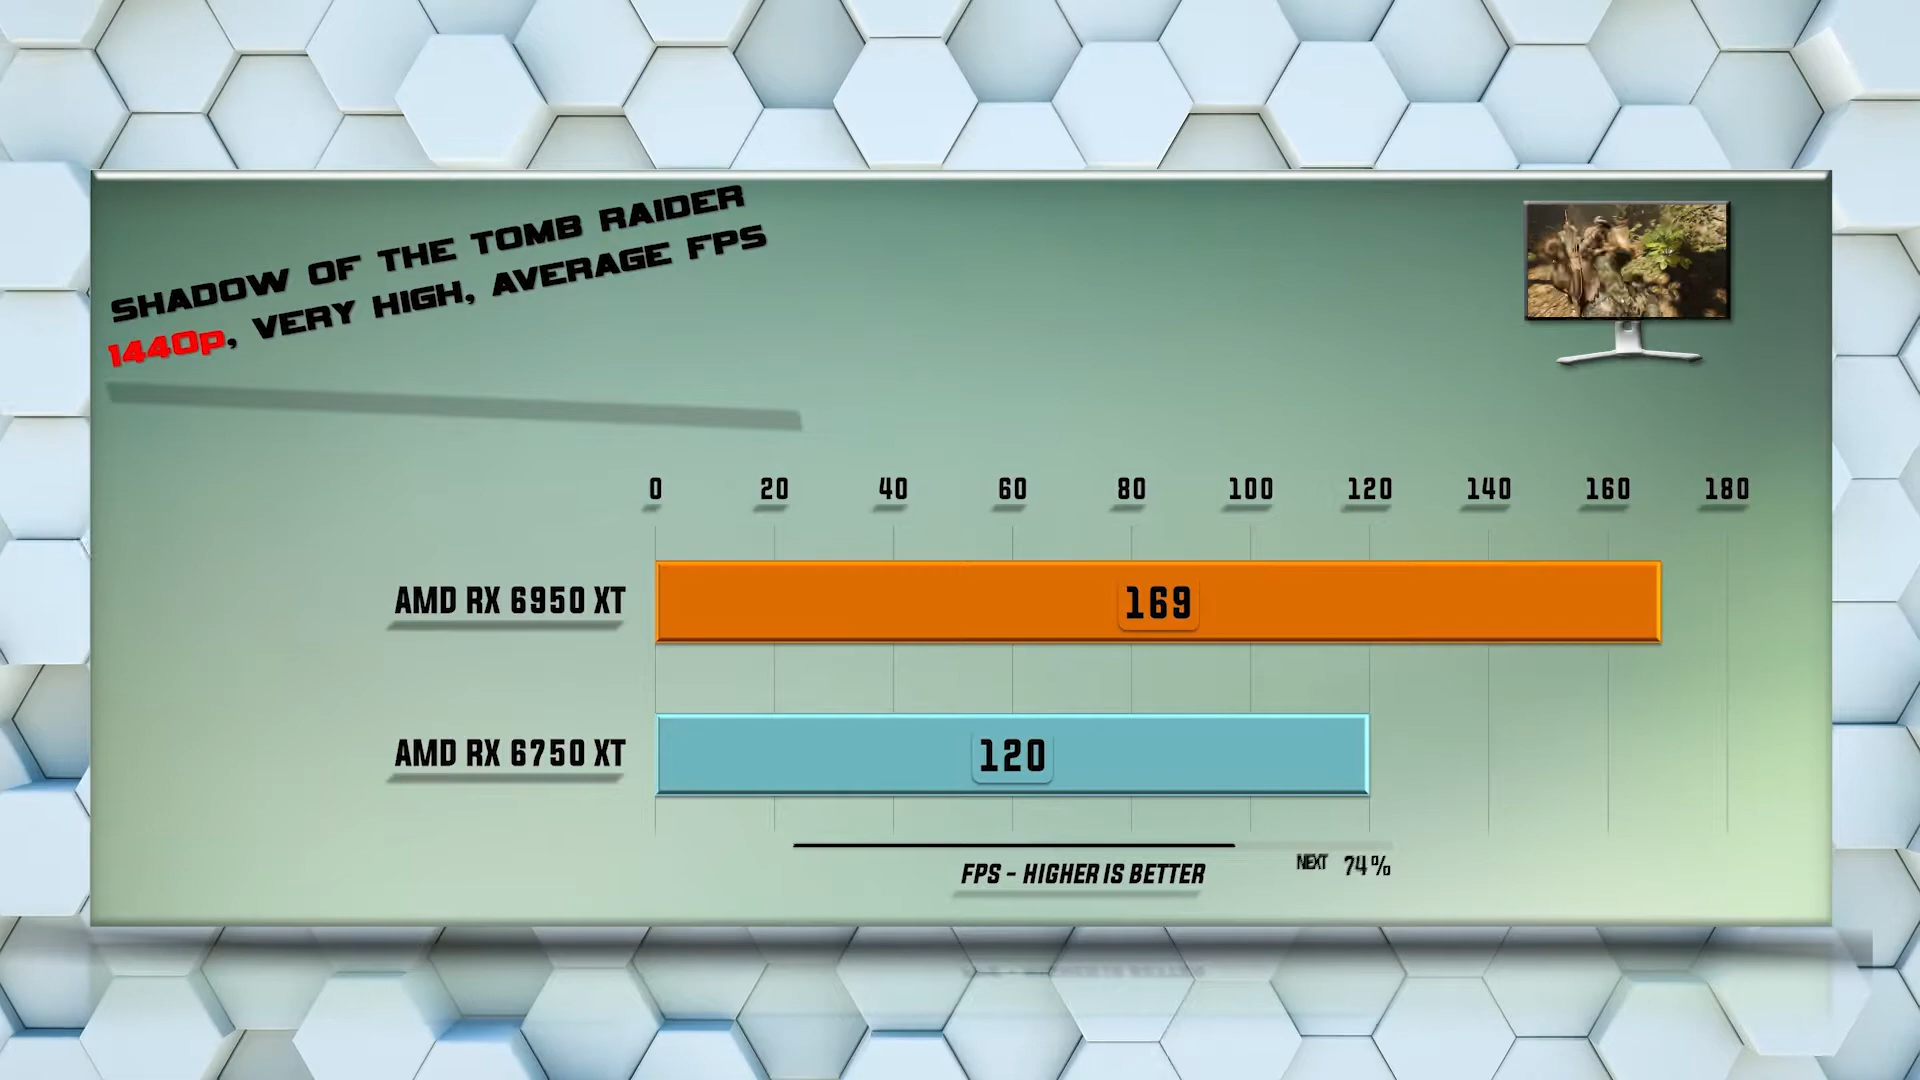 SHADOW OF THE TOMB RAIDER
1440p, VERY HIGH, AVERAGE FPS
0 20 40 60 80 100 120 140 160 180
AMD RX 6950 XT 169
AMD RX 6750 XT 120
FPS - HIGHER IS BETTER
NEXT 74%